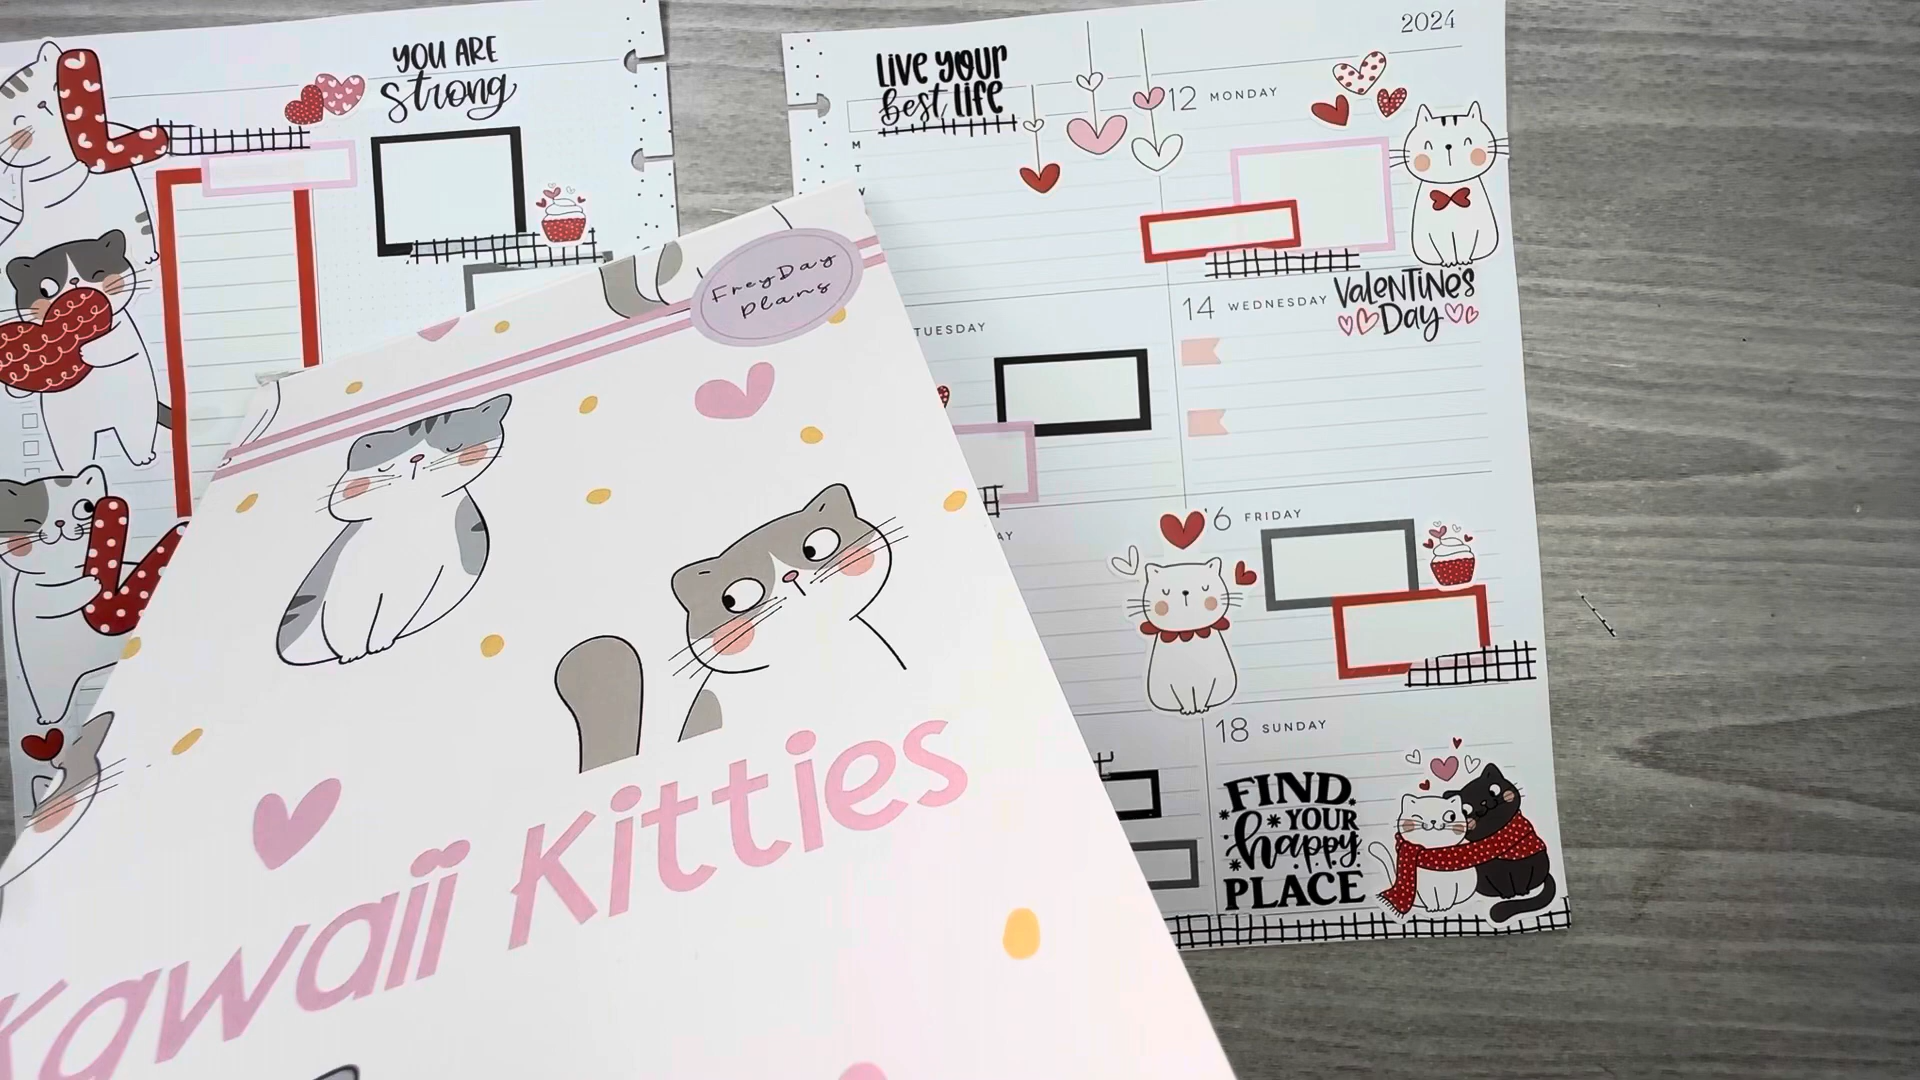 YOU ARE
strong
L
V
FreyDay
Plans
Kawaii Kitties
2024
Live your
Best Life
M
T
12 MONDAY
TUESDAY
14 WEDNESDAY
VALENTINE'S
Day
6 FRIDAY
18 SUNDAY
FIND
YOUR
happy
PLACE